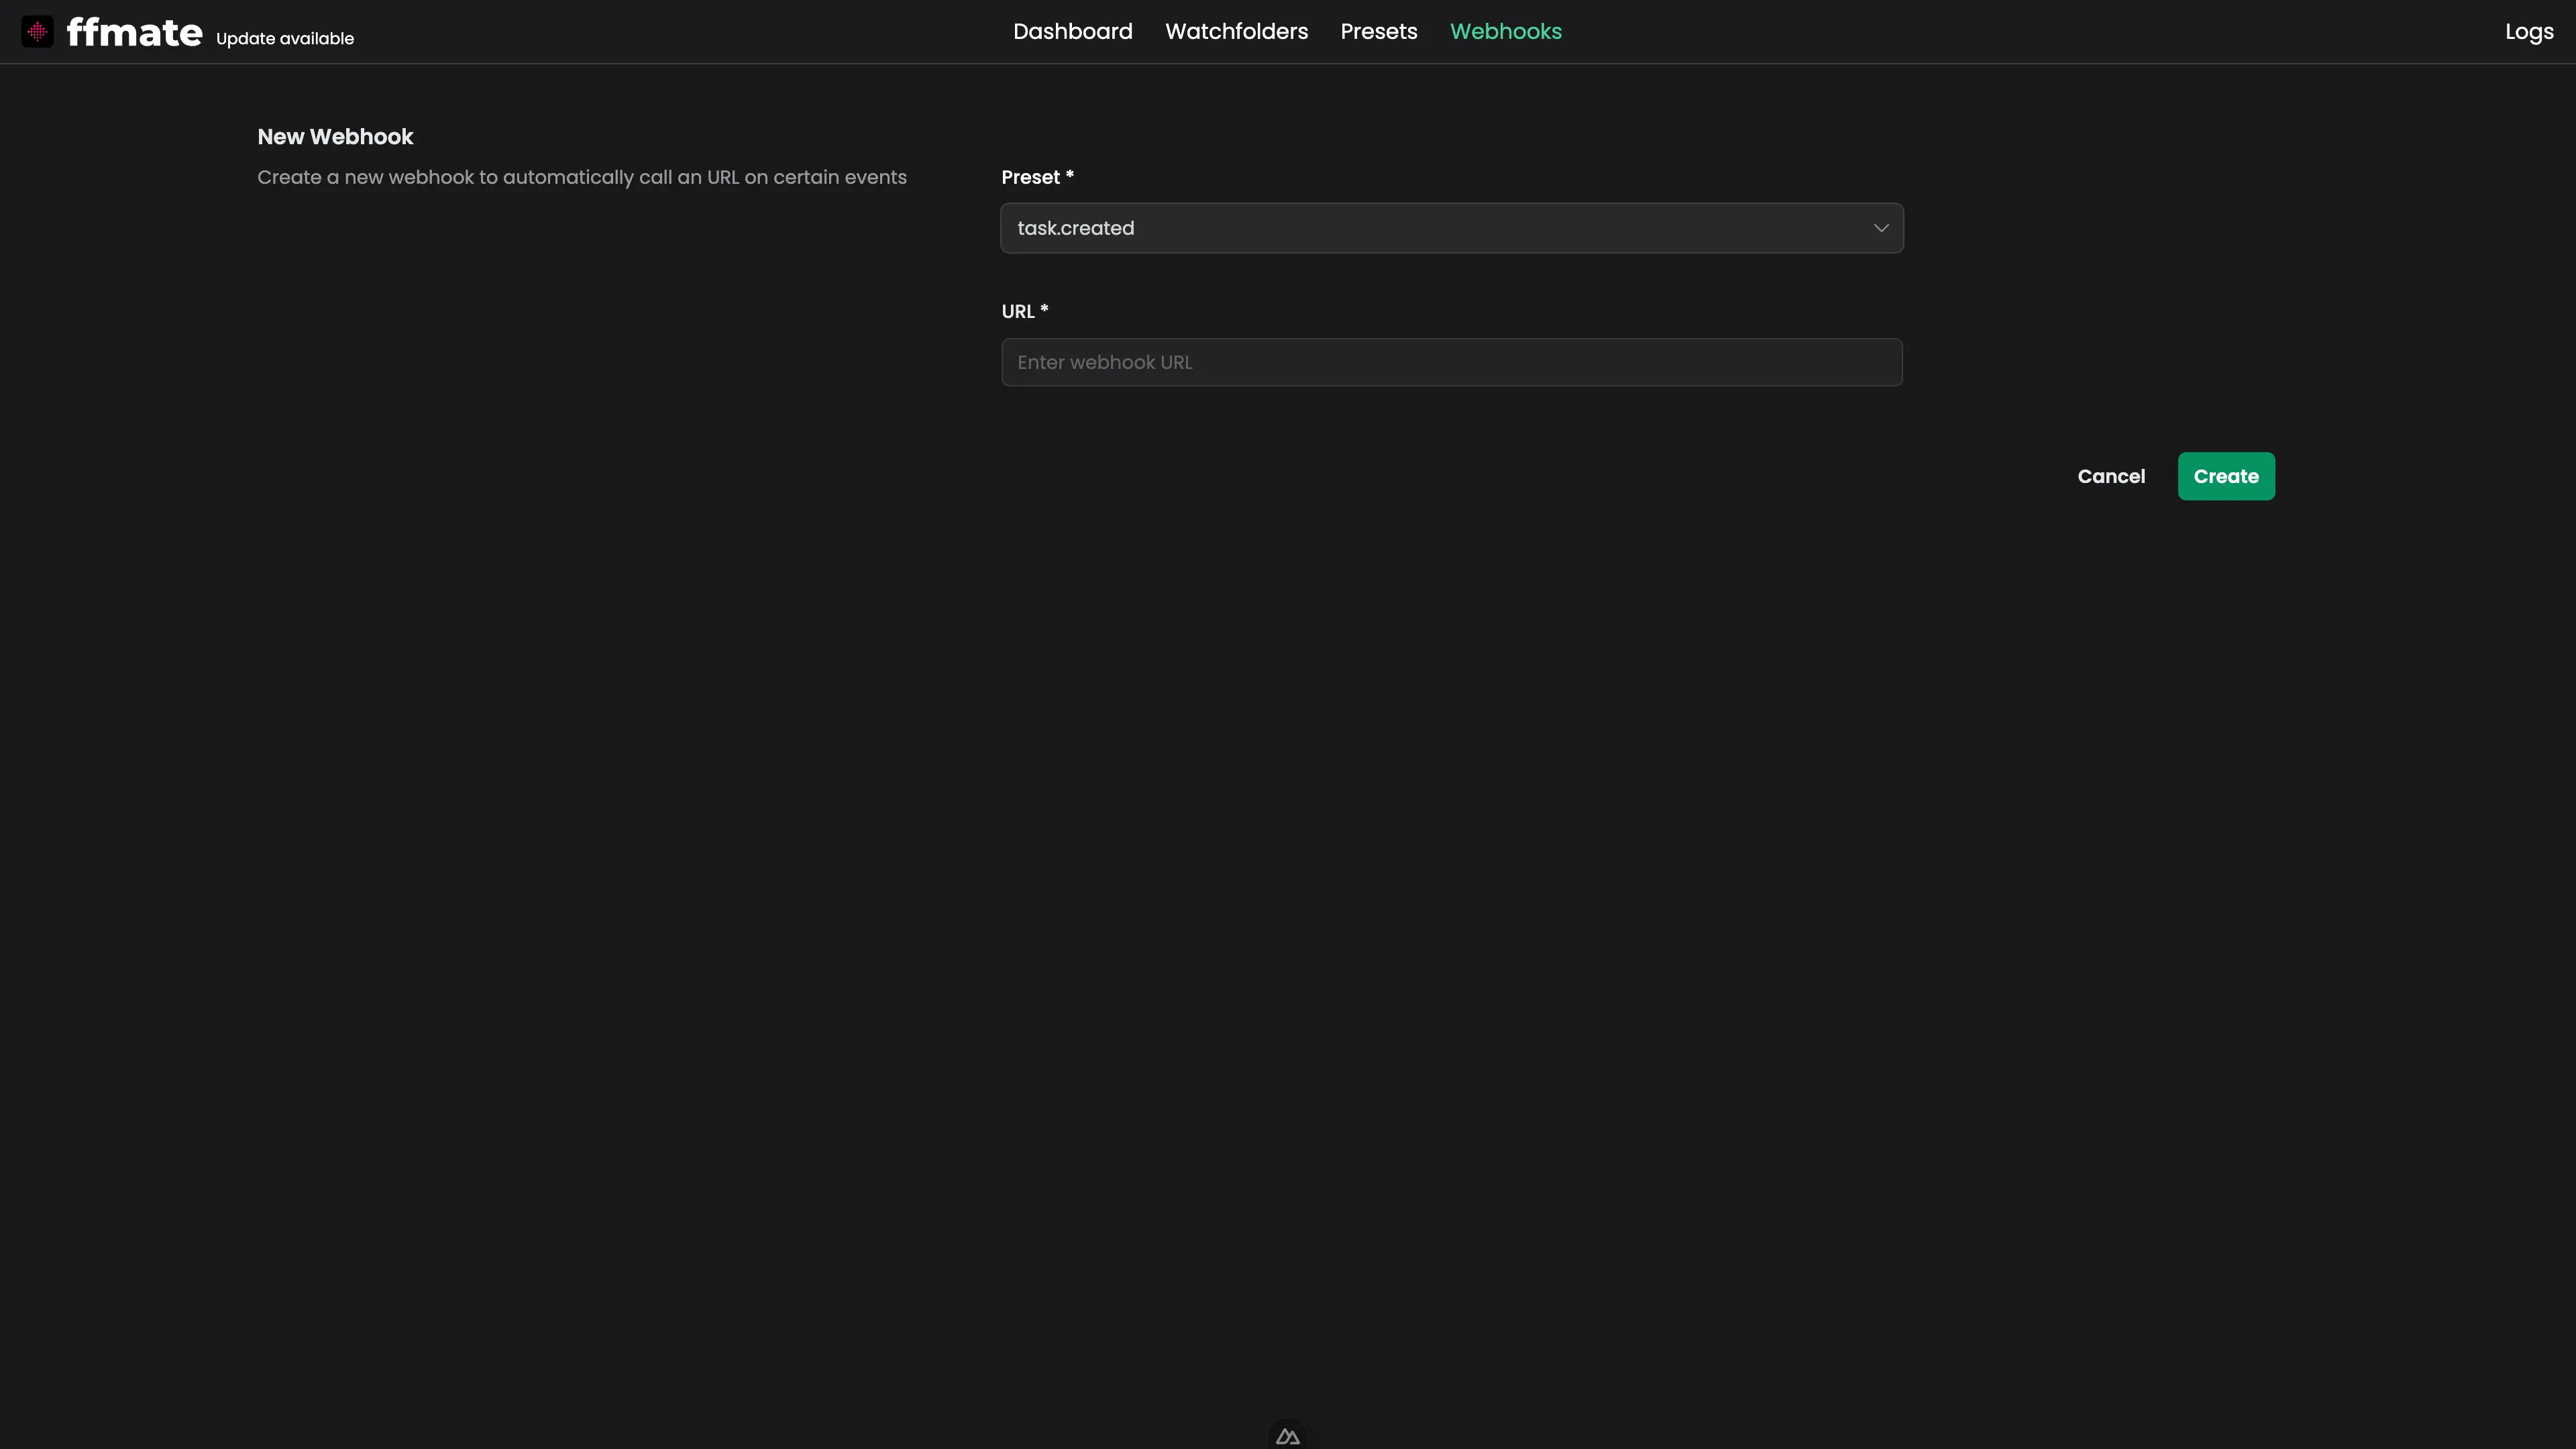 ffmate Update available
Dashboard Watchfolders Presets Webhooks
Logs
New Webhook
Create a new webhook to automatically call an URL on certain events
Preset *
task.created
URL *
Enter webhook URL
Cancel Create